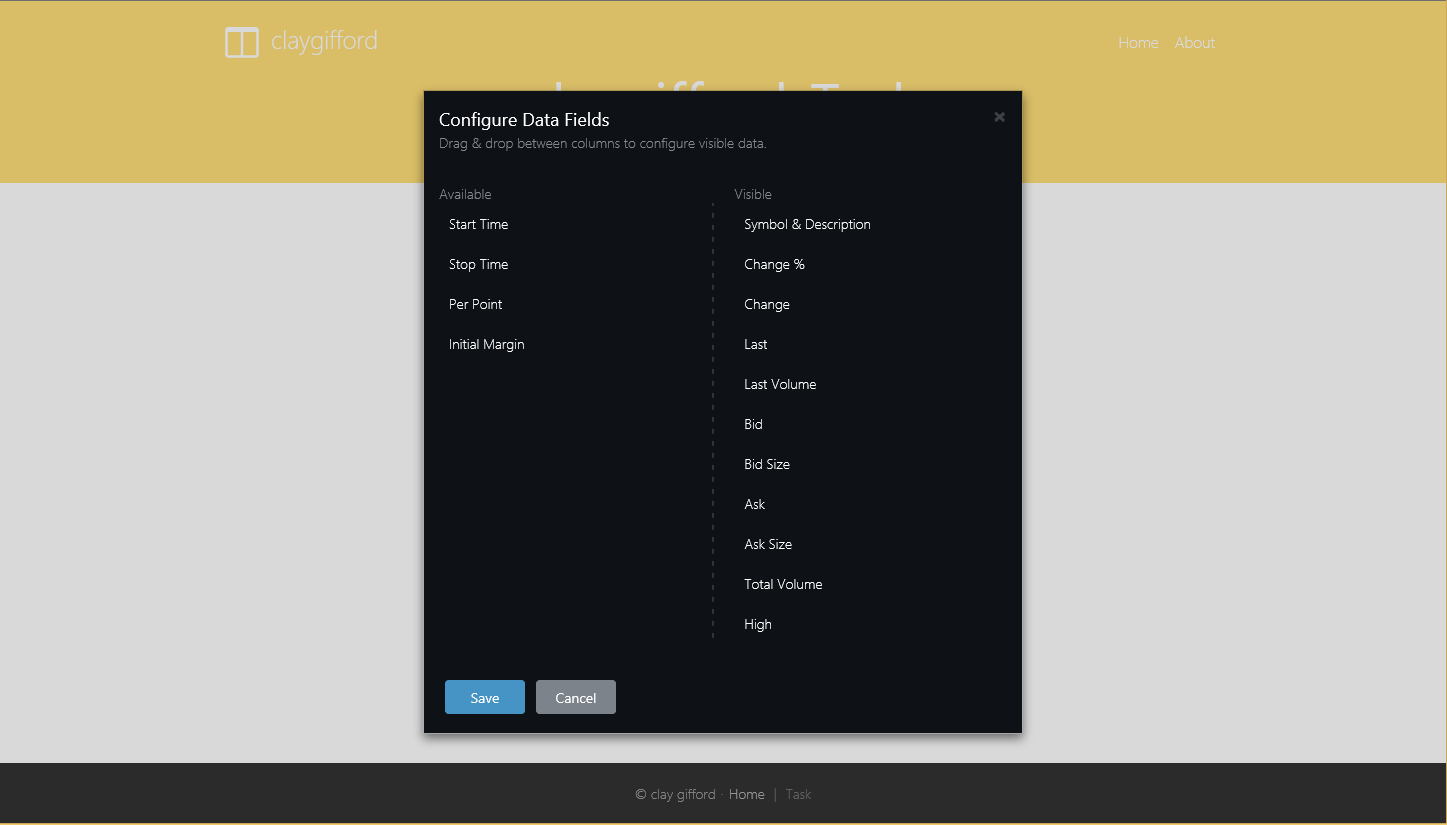 claygifford
Home About
Configure Data Fields
Drag & drop between columns to configure visible data.
Available
Visible
Start Time
Symbol & Description
Stop Time
Change %
Per Point
Change
Initial Margin
Last
Last Volume
Bid
Bid Size
Ask
Ask Size
Total Volume
High
Save
Cancel
© clay gifford · Home | Task